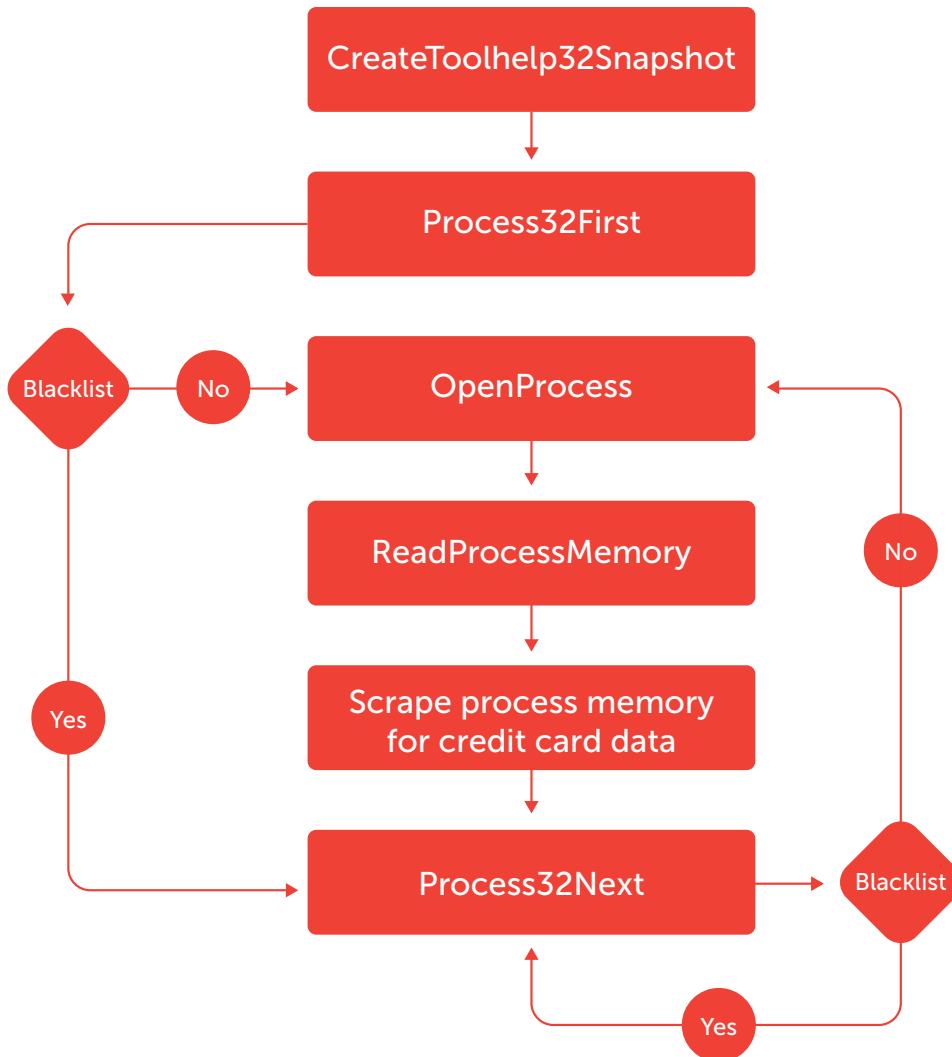 CreateToolhelp32Snapshot
Process32First
Blacklist
No
OpenProcess
ReadProcessMemory
No
Scrape process memory
for credit card data
Yes
Process32Next
Blacklist
Yes